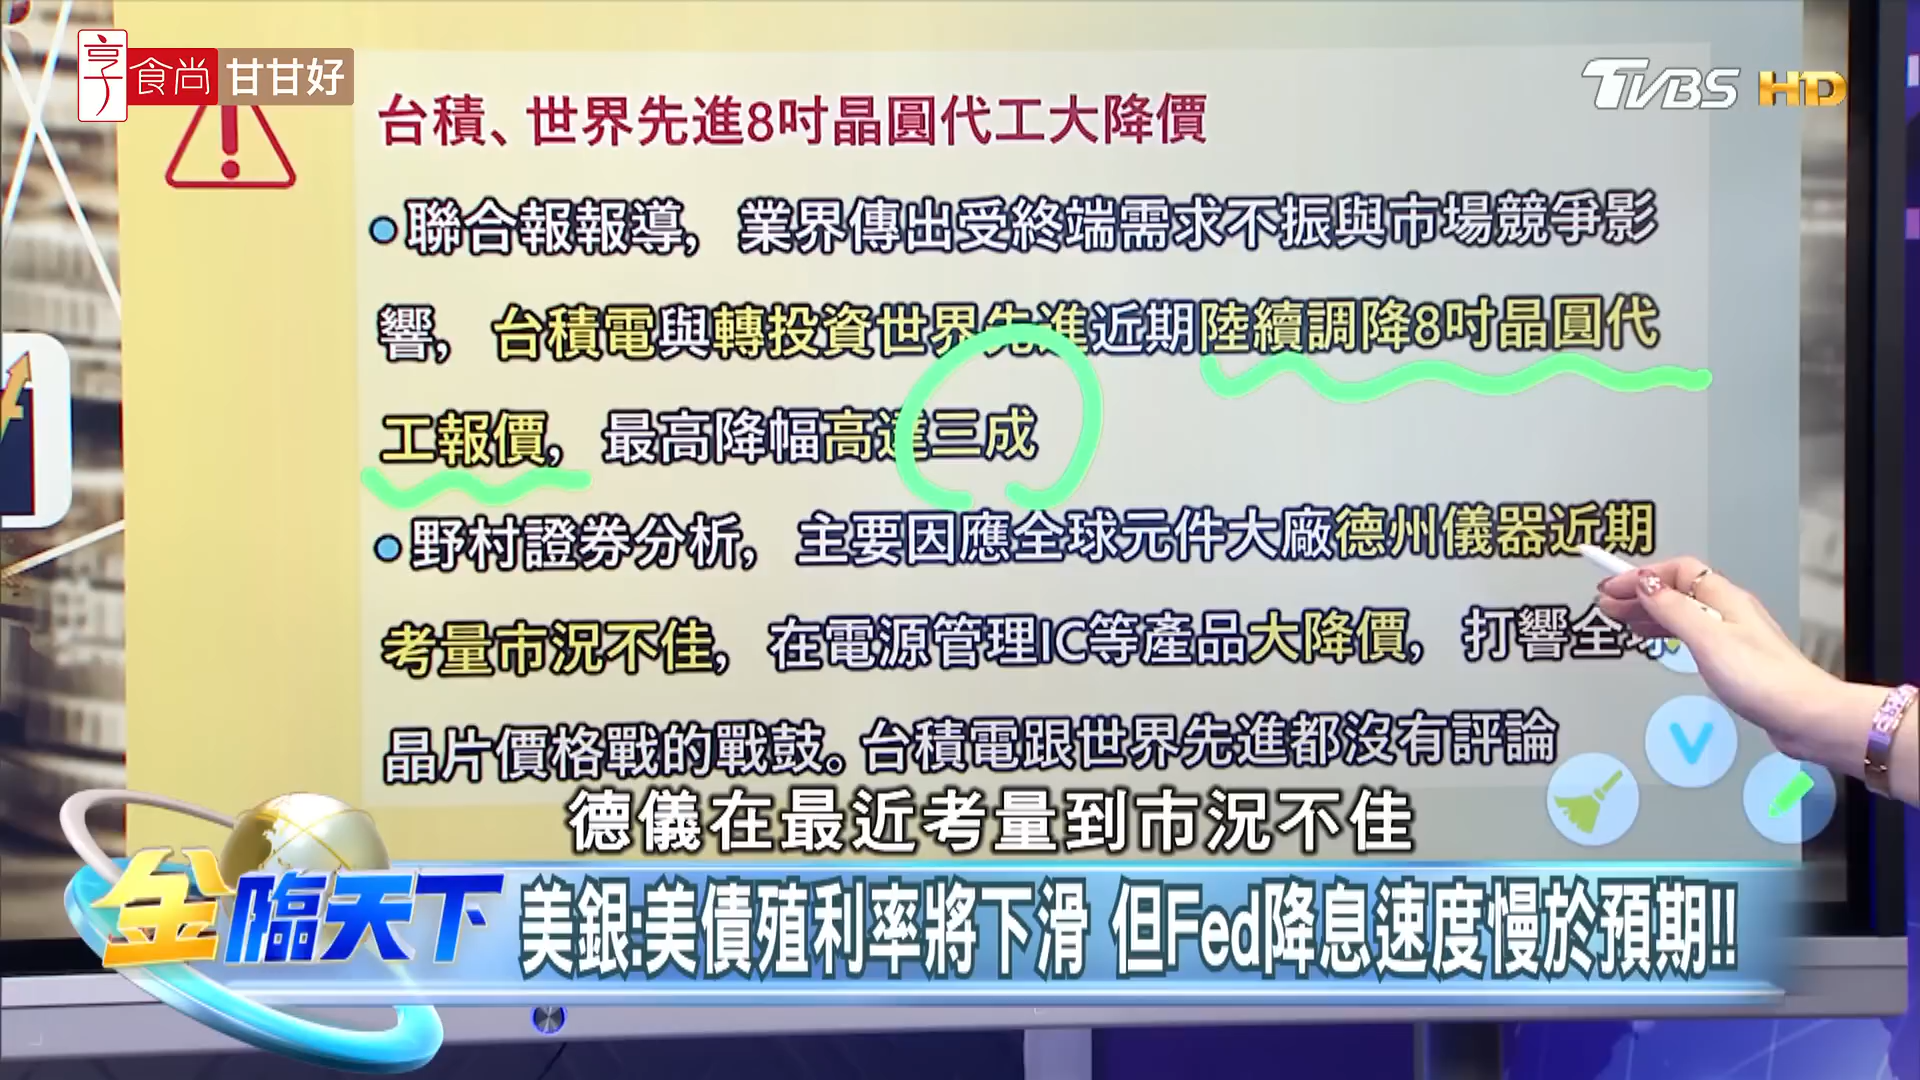 享
食尚 甘甘好
TVBS HD
台積、世界先進8吋晶圓代工大降價
聯合報報導，業界傳出受終端需求不振與市場競爭影
響，台積電與轉投資世界先進近期陸續調降8吋晶圓代
工報價，最高降幅高達三成
野村證券分析，主要因應全球元件大廠德州儀器近期
考量市況不佳，在電源管理IC等產品大降價，打響全球
晶片價格戰的戰鼓。台積電跟世界先進都沒有評論
德儀在最近考量到市況不佳
金臨天下
美銀:美債殖利率將下滑 但Fed降息速度慢於預期!!